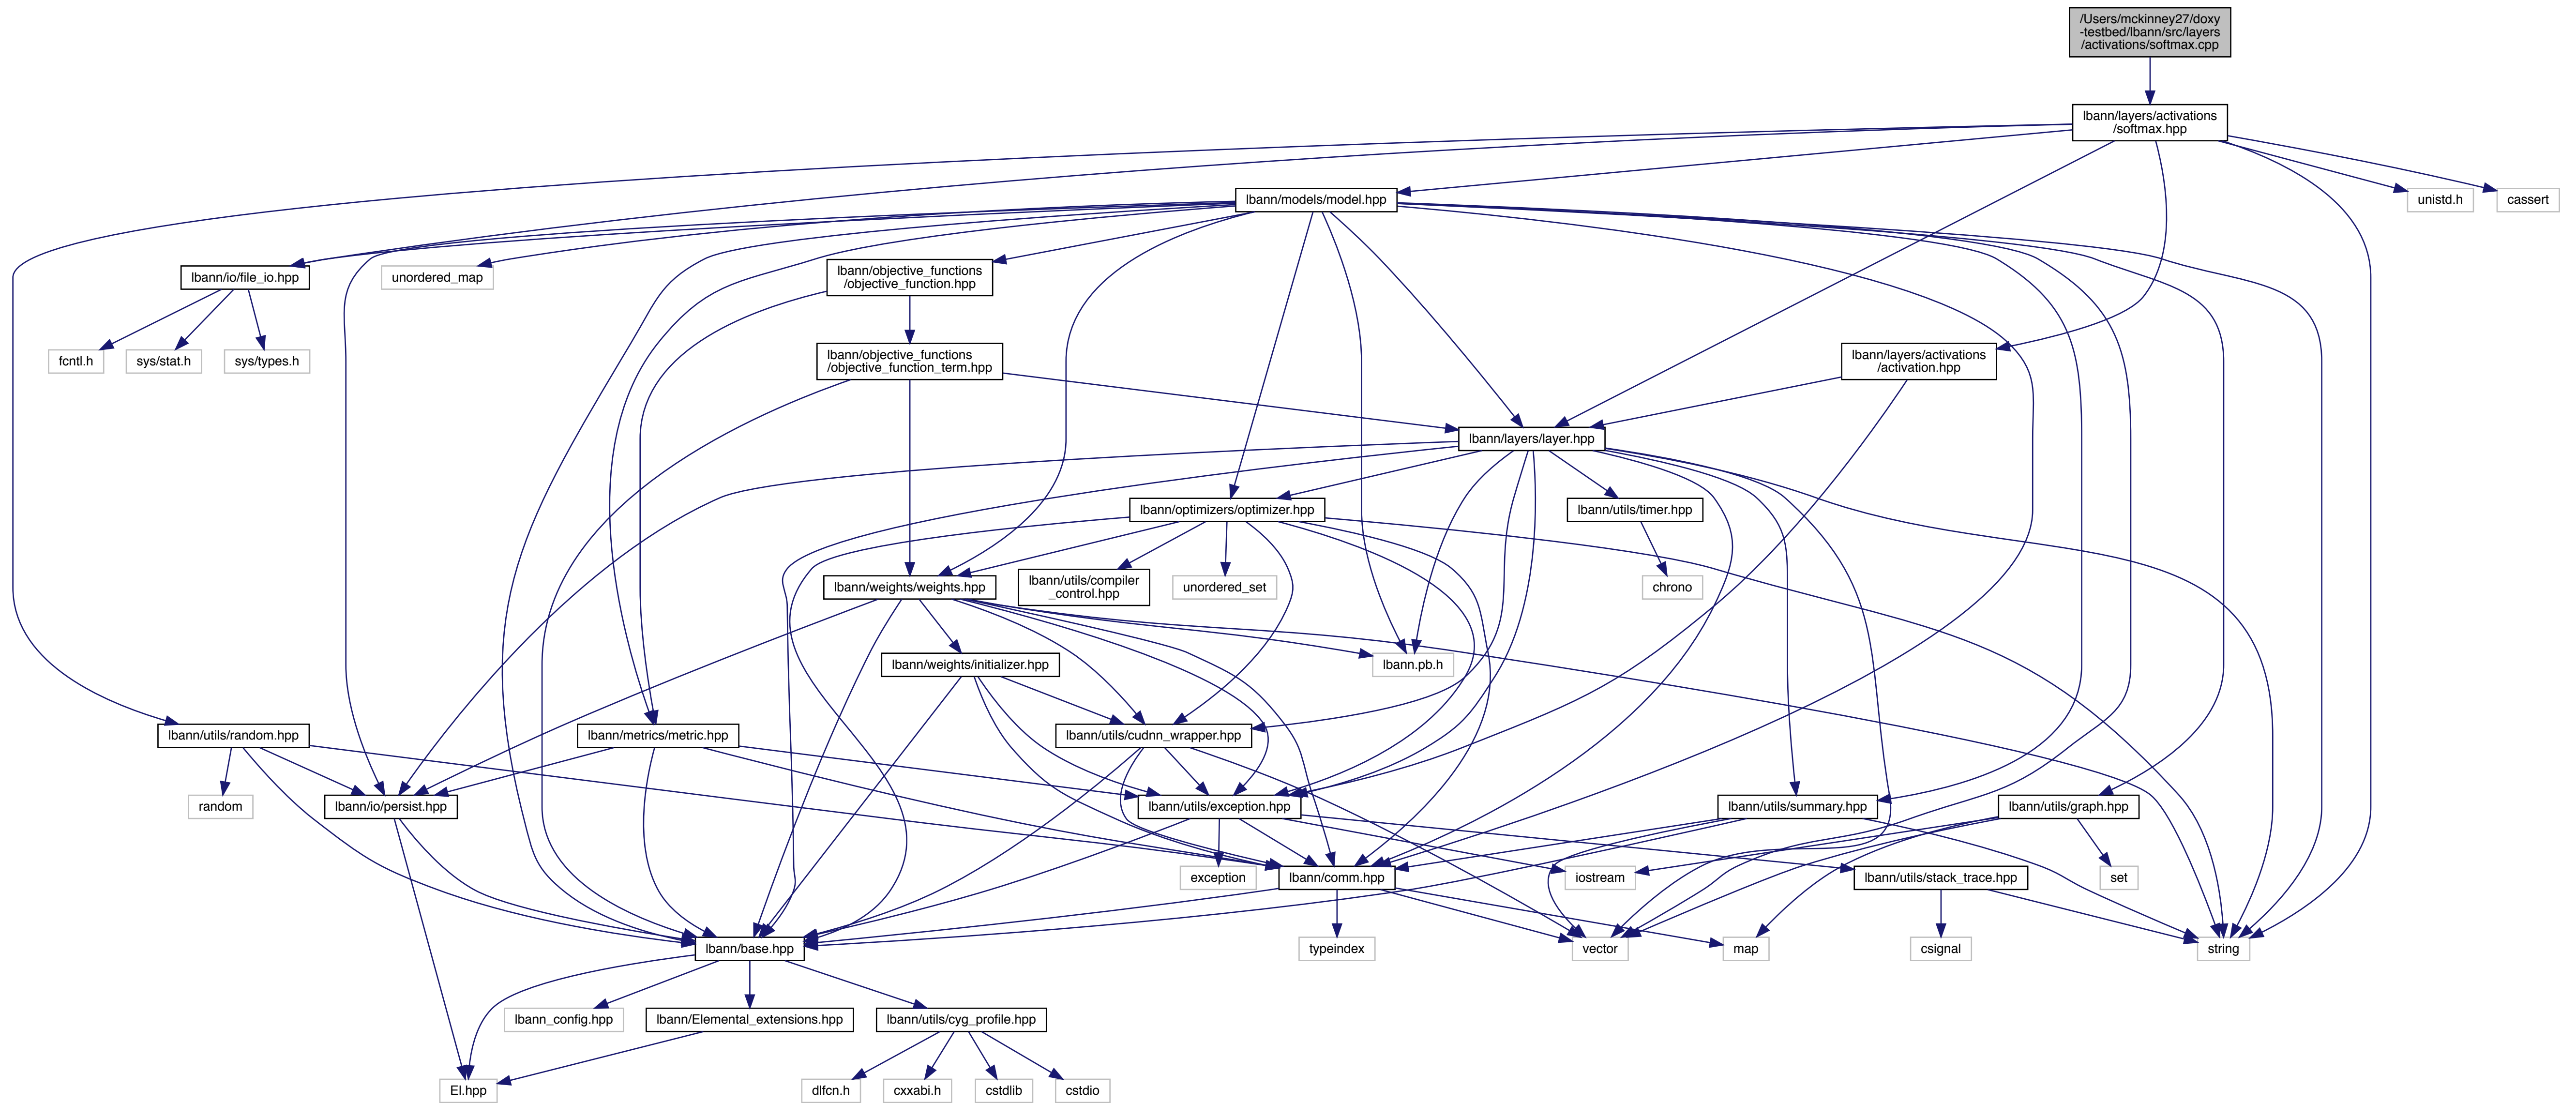 /Users/mckinney27/doxy
-testbed/lbann/src/layers
/activations/softmax.cpp
lbann/layers/activations
/softmax.hpp
lbann/models/model.hpp
unistd.h
cassert
lbann/io/file_io.hpp
unordered_map
lbann/objective_functions
/objective_function.hpp
fcntl.h
sys/stat.h
sys/types.h
lbann/objective_functions
/objective_function_term.hpp
lbann/layers/activations
/activation.hpp
lbann/layers/layer.hpp
lbann/optimizers/optimizer.hpp
lbann/utils/timer.hpp
lbann/weights/weights.hpp
lbann/utils/compiler
_control.hpp
unordered_set
chrono
lbann/weights/initializer.hpp
lbann.pb.h
lbann/utils/random.hpp
lbann/metrics/metric.hpp
lbann/utils/cudnn_wrapper.hpp
random
lbann/io/persist.hpp
lbann/utils/exception.hpp
lbann/utils/summary.hpp
lbann/utils/graph.hpp
exception
lbann/comm.hpp
iostream
lbann/utils/stack_trace.hpp
set
lbann/base.hpp
typeindex
vector
map
csignal
string
lbann_config.hpp
lbann/Elemental_extensions.hpp
lbann/utils/cyg_profile.hpp
El.hpp
dlfcn.h
cxxabi.h
cstdlib
cstdio